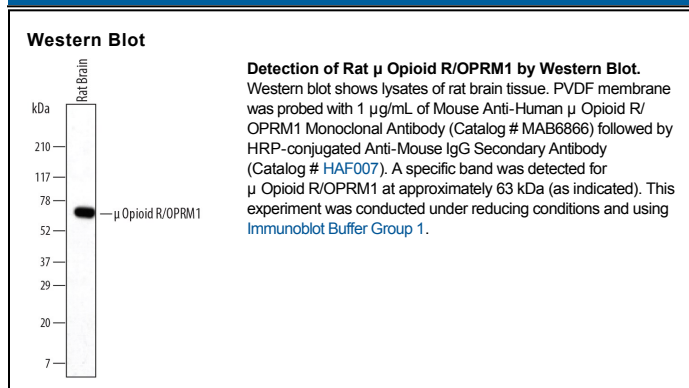 Western Blot
Rat Brain
kDa
210
117
78
52
37
29
20
7
μ Opioid R/OPRM1
Detection of Rat μ Opioid R/OPRM1 by Western Blot.
Western blot shows lysates of rat brain tissue. PVDF membrane
was probed with 1 μg/mL of Mouse Anti-Human μ Opioid R/
OPRM1 Monoclonal Antibody (Catalog # MAB6866) followed by
HRP-conjugated Anti-Mouse IgG Secondary Antibody
(Catalog # HAF007). A specific band was detected for
μ Opioid R/OPRM1 at approximately 63 kDa (as indicated). This
experiment was conducted under reducing conditions and using
Immunoblot Buffer Group 1.